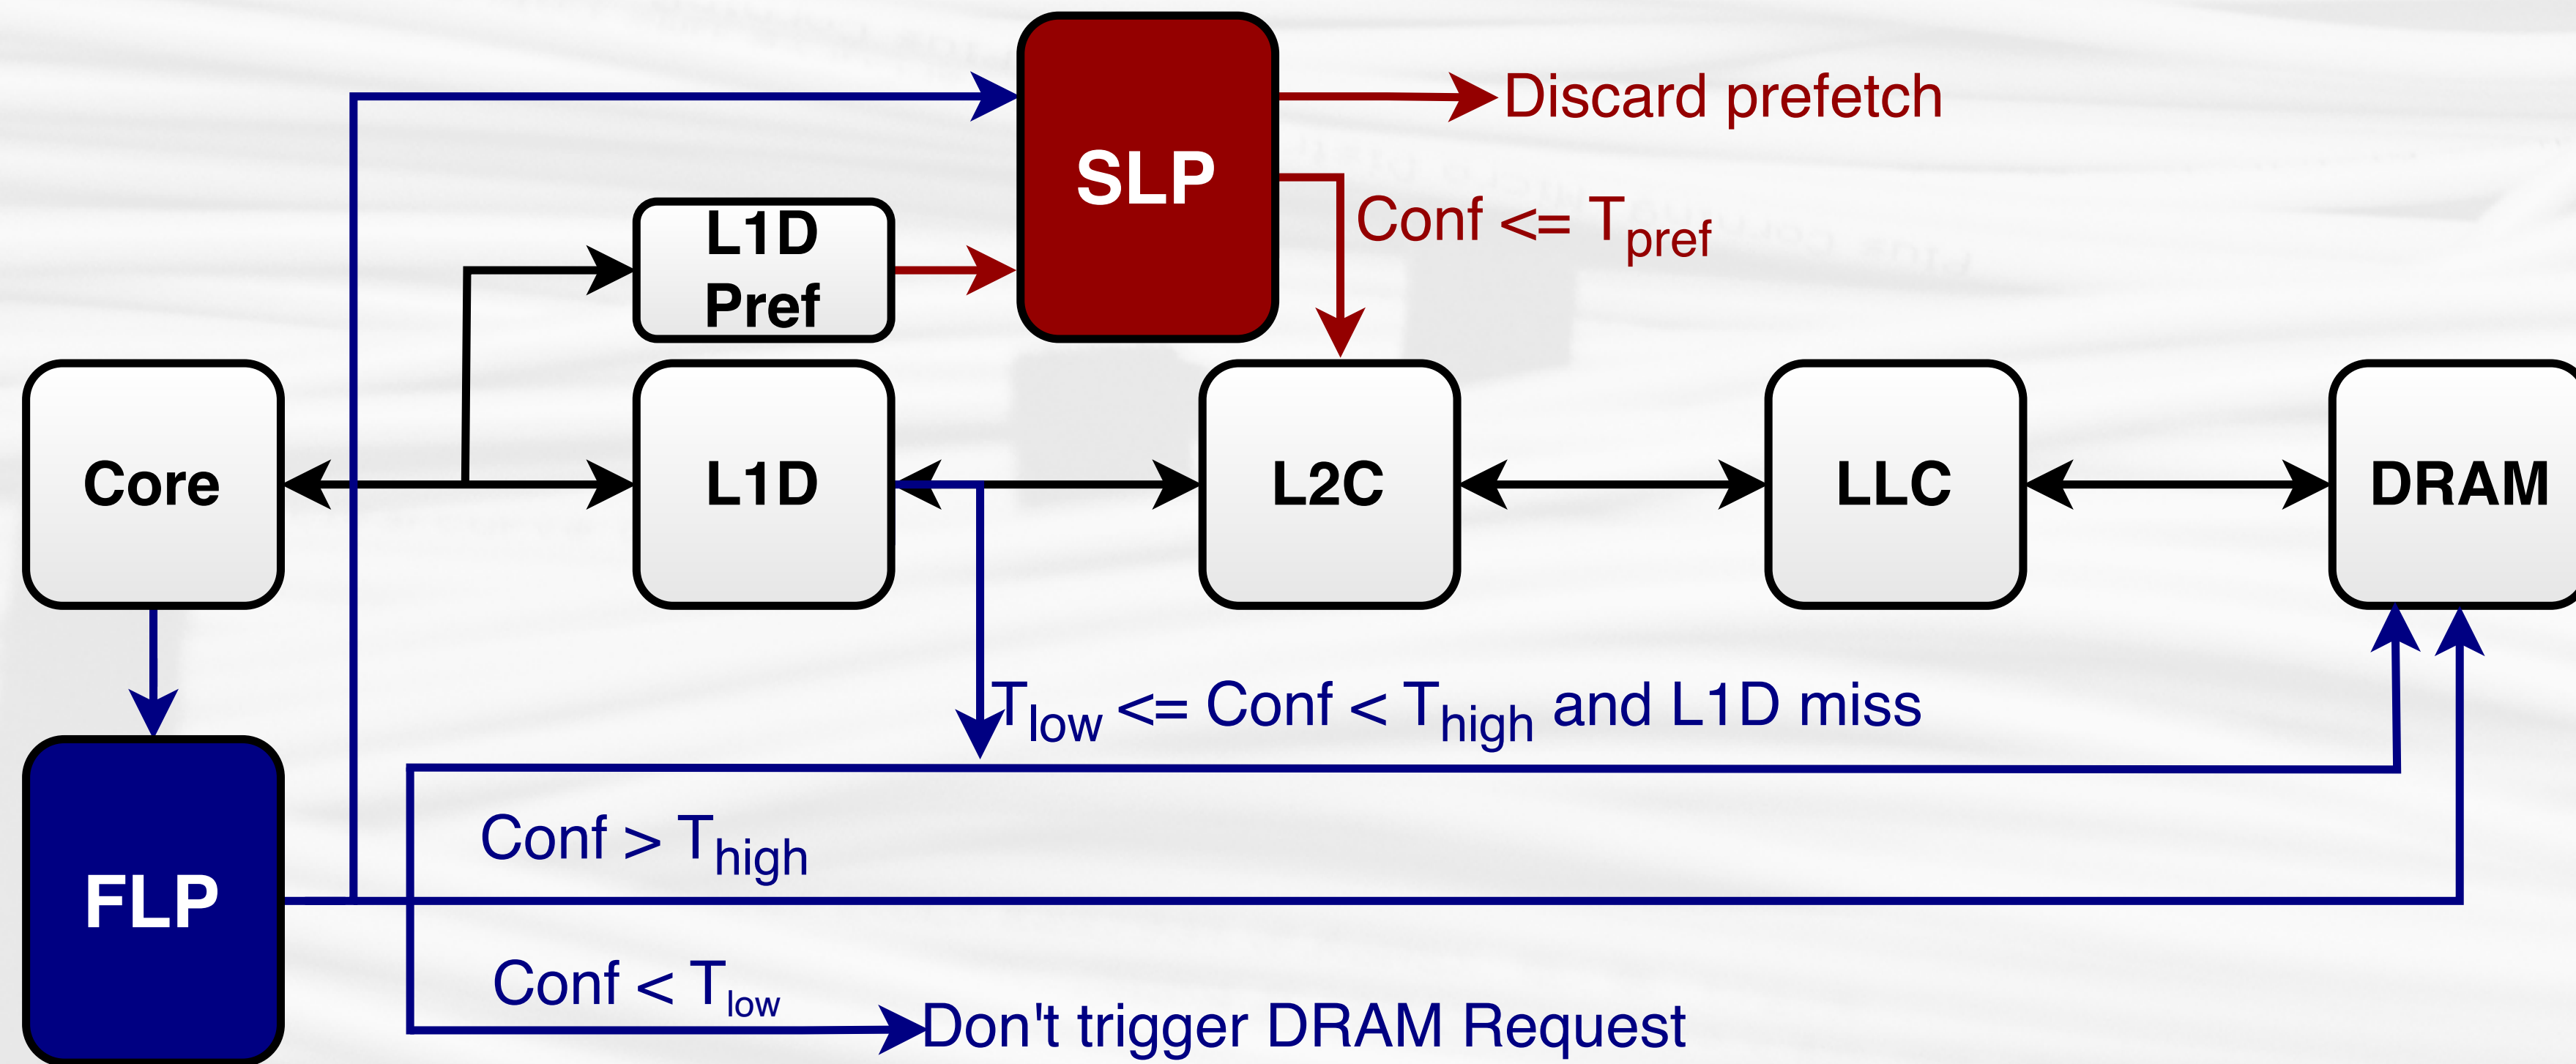 SLP
Discard prefetch
Conf <= Tpref
L1D
Pref
Core
L1D
L2C
LLC
DRAM
Tlow <= Conf < Thigh and L1D miss
Conf > Thigh
FLP
Conf < Tlow
Don't trigger DRAM Request